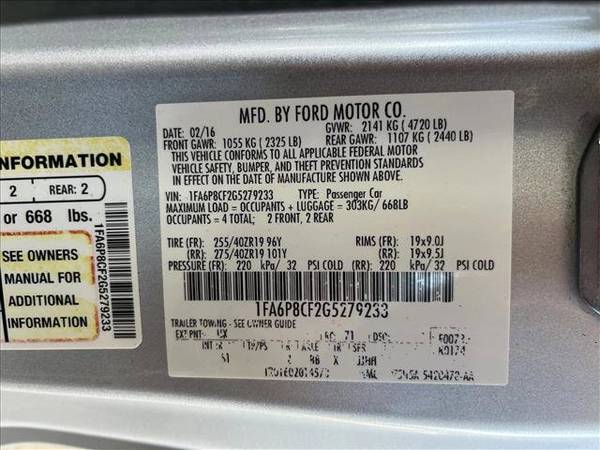 INFORMATION
2 REAR: 2
or 668 lbs.
SEE OWNERS
MANUAL FOR
ADDITIONAL
INFORMATION
1FA6P8CF2G5279233
MFD. BY FORD MOTOR CO.
DATE: 02/16 GVWR: 2141 KG ( 4720 LB)
FRONT GAWR: 1055 KG ( 2325 LB) REAR GAWR: 1107 KG ( 2440 LB)
THIS VEHICLE CONFORMS TO ALL APPLICABLE FEDERAL MOTOR
VEHICLE SAFETY, BUMPER, AND THEFT PREVENTION STANDARDS
IN EFFECT ON THE DATE OF MANUFACTURE SHOWN ABOVE.
VIN: 1FA6P8CF2G5279233 TYPE: Passenger Car
MAXIMUM LOAD = OCCUPANTS + LUGGAGE = 303KG/ 668LB
OCCUPANTS = 4 TOTAL; 2 FRONT, 2 REAR
TIRE (FR): 255/40ZR19 96Y RIMS (FR): 19x9.0J
(RR): 275/40ZR19 101Y (RR): 19x9.5J
PRESSURE (FR): 220 kPa/ 32 PSI COLD (RR): 220 kPa/ 32 PSI COLD
1FA6P8CF2G5279233
TRAILER TOWING - SEE OWNER GUIDE
EXT PNT: UX RC: 71 DSO: